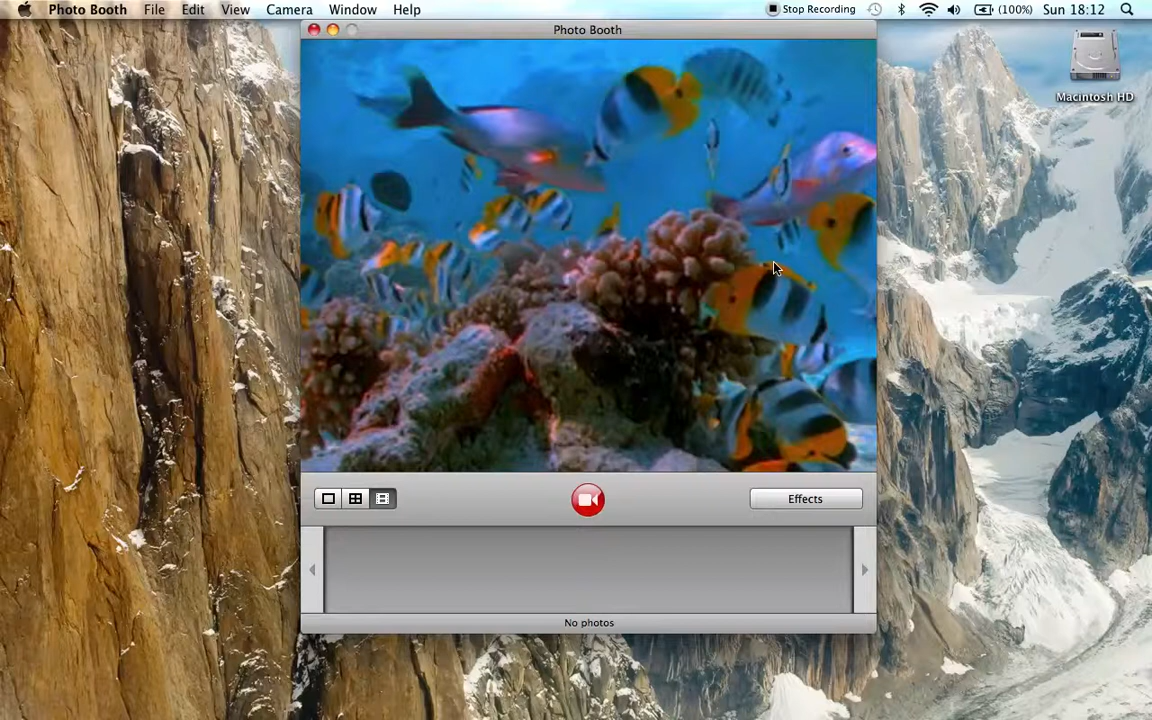 Photo Booth File Edit View Camera Window Help Stop Recording (100%) Sun 18:12
Photo Booth
Macintosh HD
Effects
No photos